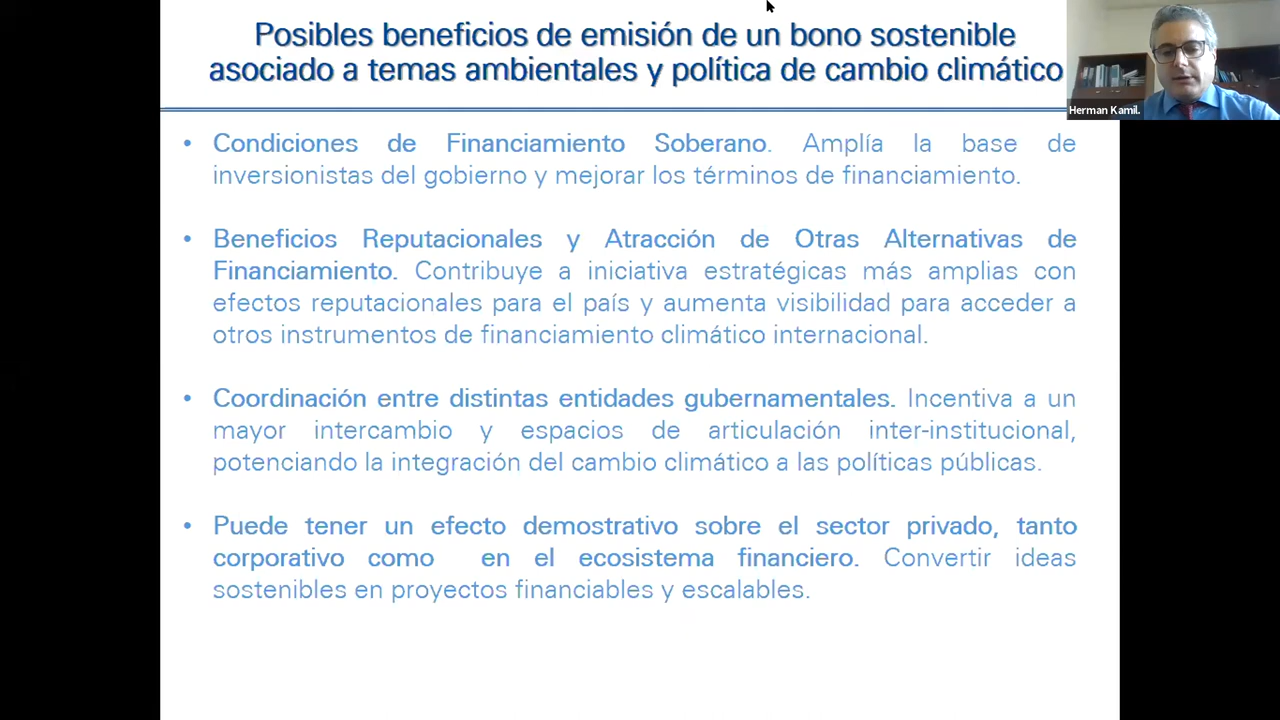 Posibles beneficios de emisión de un bono sostenible
asociado a temas ambientales y política de cambio climático
Herman Kamil.
• Condiciones de Financiamiento Soberano. Amplía la base de
inversionistas del gobierno y mejorar los términos de financiamiento.
• Beneficios Reputacionales y Atracción de Otras Alternativas de
Financiamiento. Contribuye a iniciativa estratégicas más amplias con
efectos reputacionales para el país y aumenta visibilidad para acceder a
otros instrumentos de financiamiento climático internacional.
• Coordinación entre distintas entidades gubernamentales. Incentiva a un
mayor intercambio y espacios de articulación inter-institucional,
potenciando la integración del cambio climático a las políticas públicas.
• Puede tener un efecto demostrativo sobre el sector privado, tanto
corporativo como en el ecosistema financiero. Convertir ideas
sostenibles en proyectos financiables y escalables.